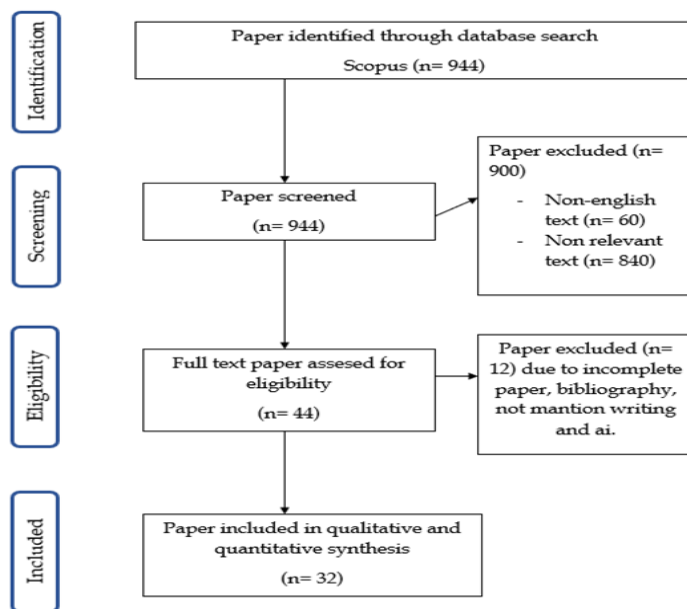 Identification
Paper identified through database search
Scopus (n= 944)
Screening
Paper screened
(n= 944)
Paper excluded (n=
900)
- Non-english
text (n= 60)
- Non relevant
text (n= 840)
Eligibility
Full text paper assesed for
eligibility
(n= 44)
Paper excluded (n=
12) due to incomplete
paper, bibliography,
not mantion writing
and ai.
Included
Paper included in qualitative and
quantitative synthesis
(n= 32)